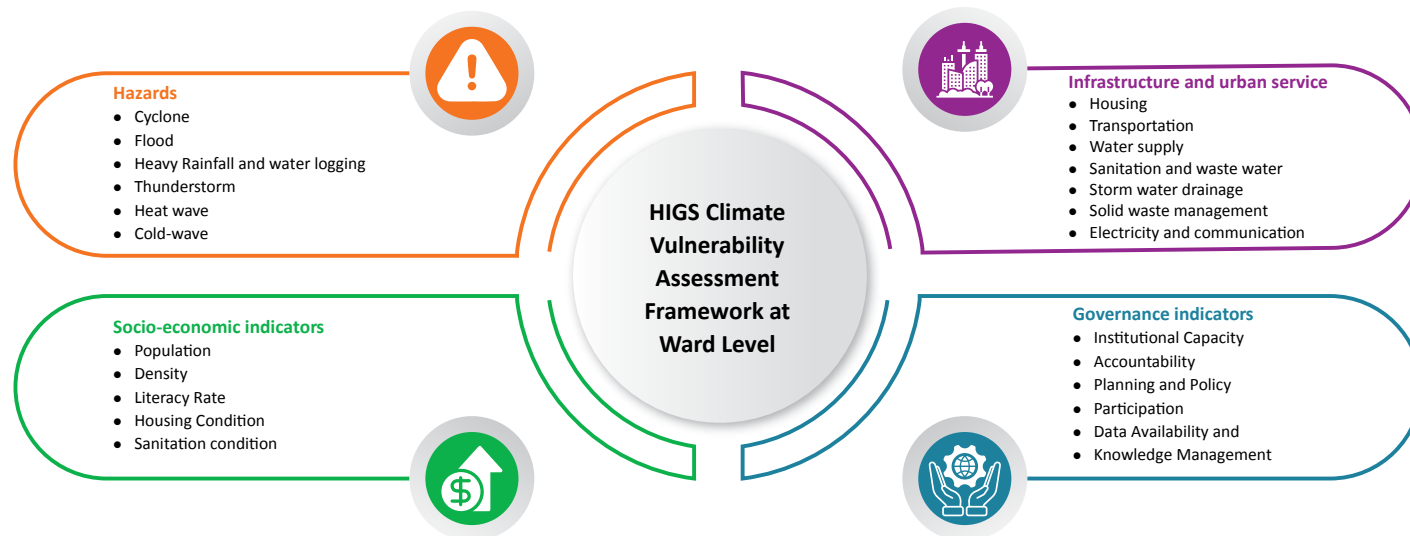 Hazards
● Cyclone
● Flood
● Heavy Rainfall and water logging
● Thunderstorm
● Heat wave
● Cold-wave
Infrastructure and urban service
● Housing
● Transportation
● Water supply
● Sanitation and waste water
● Storm water drainage
● Solid waste management
● Electricity and communication
HIGS Climate
Vulnerability
Assessment
Framework at
Ward Level
Socio-economic indicators
● Population
● Density
● Literacy Rate
● Housing Condition
● Sanitation condition
Governance indicators
● Institutional Capacity
● Accountability
● Planning and Policy
● Participation
● Data Availability and
● Knowledge Management